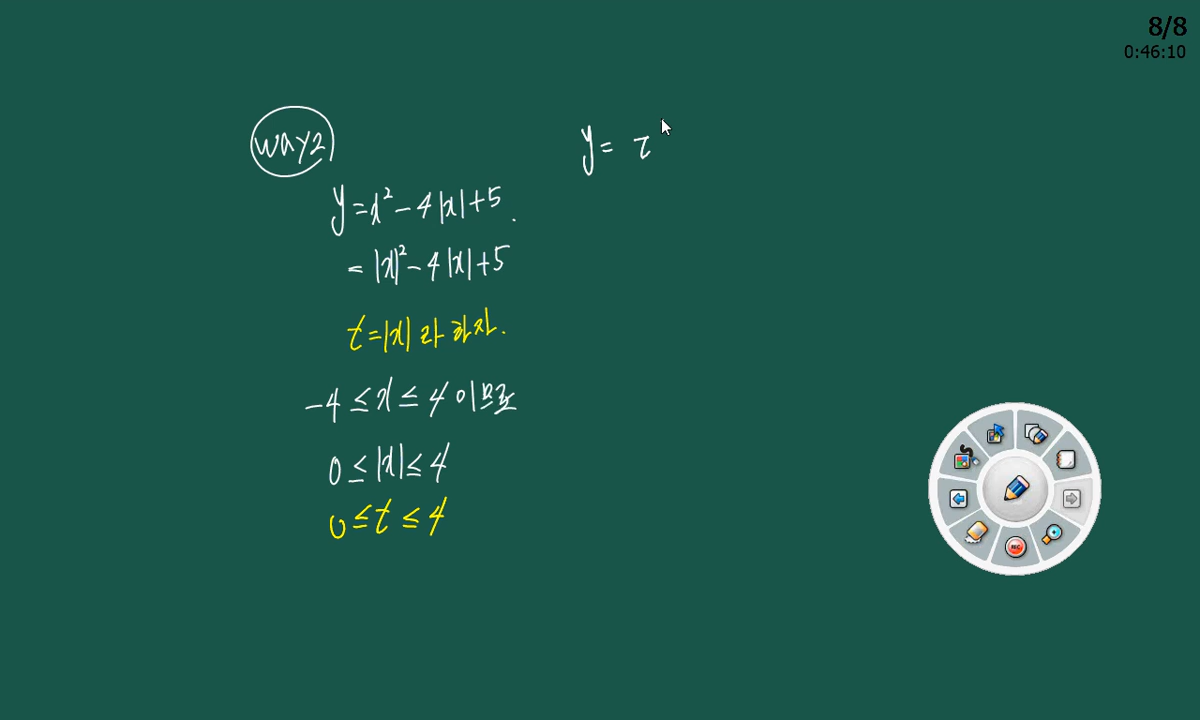 8/8
0:46:10
way2
y = x² - 4|x| + 5.
= |x|² - 4|x| + 5
t = |x| 라 하자.
-4 ≤ x ≤ 4 이므로
0 ≤ |x| ≤ 4
0 ≤ t ≤ 4
y = t
REC